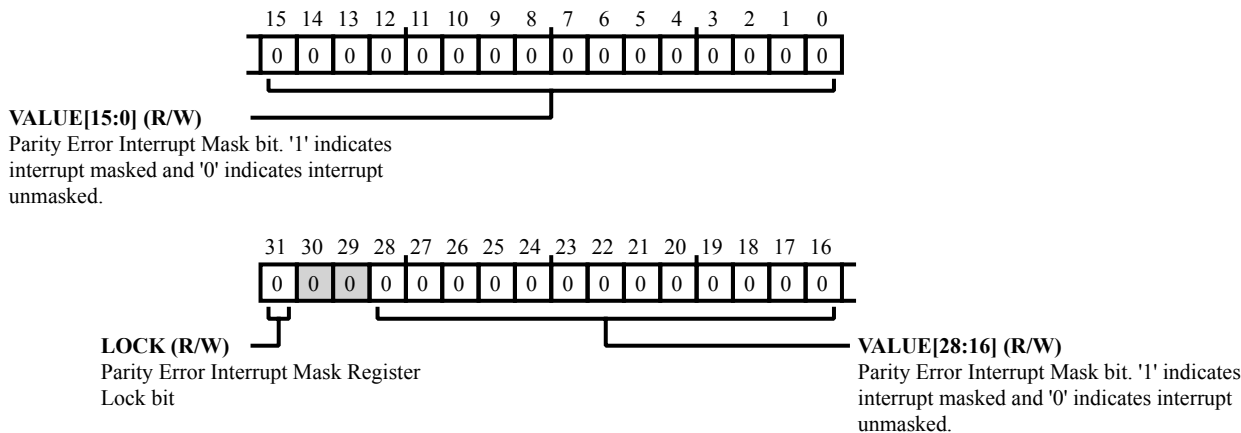 15 14 13 12 11 10 9 8 7 6 5 4 3 2 1 0
0 0 0 0 0 0 0 0 0 0 0 0 0 0 0 0
VALUE[15:0] (R/W)
Parity Error Interrupt Mask bit. '1' indicates
interrupt masked and '0' indicates interrupt
unmasked.
31 30 29 28 27 26 25 24 23 22 21 20 19 18 17 16
0 0 0 0 0 0 0 0 0 0 0 0 0 0 0 0
LOCK (R/W)
Parity Error Interrupt Mask Register
Lock bit
VALUE[28:16] (R/W)
Parity Error Interrupt Mask bit. '1' indicates
interrupt masked and '0' indicates interrupt
unmasked.